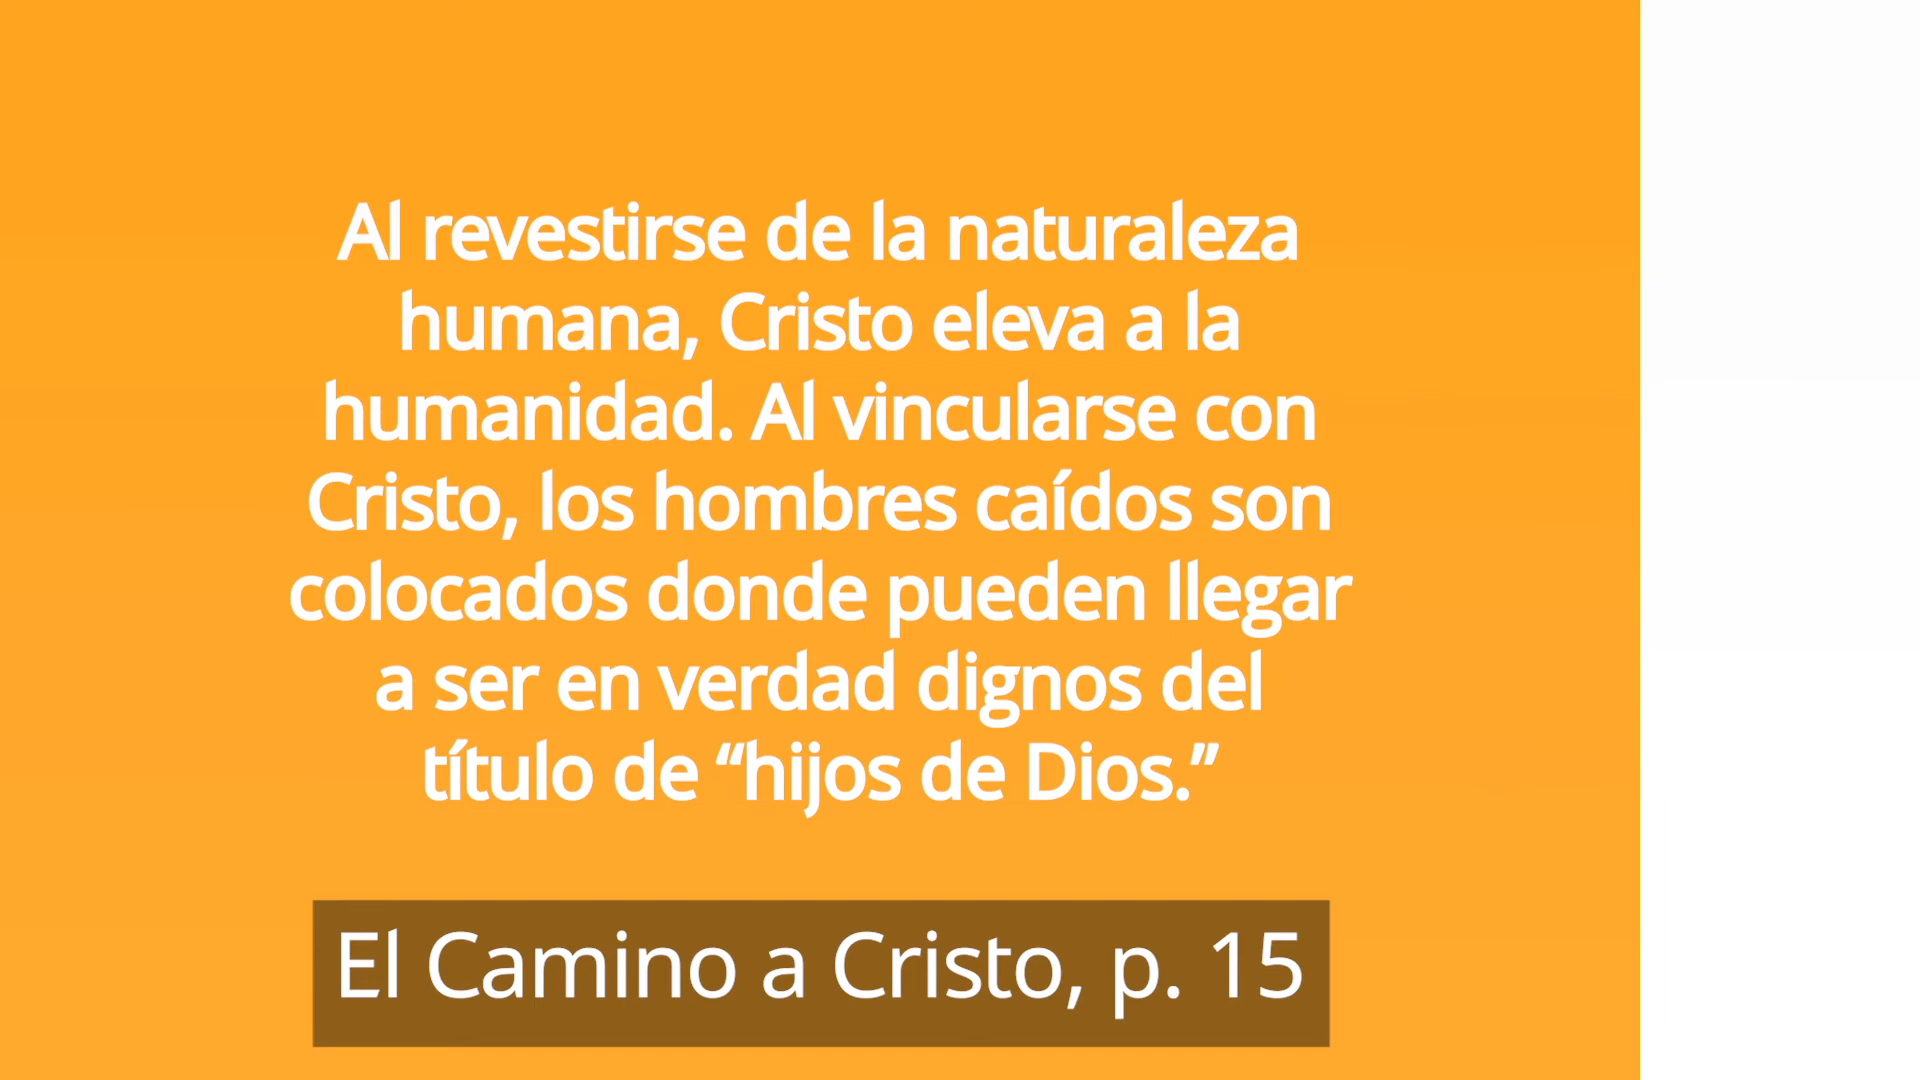 Al revestirse de la naturaleza
humana, Cristo eleva a la
humanidad. Al vincularse con
Cristo, los hombres caídos son
colocados donde pueden llegar
a ser en verdad dignos del
título de “hijos de Dios.”
El Camino a Cristo, p. 15